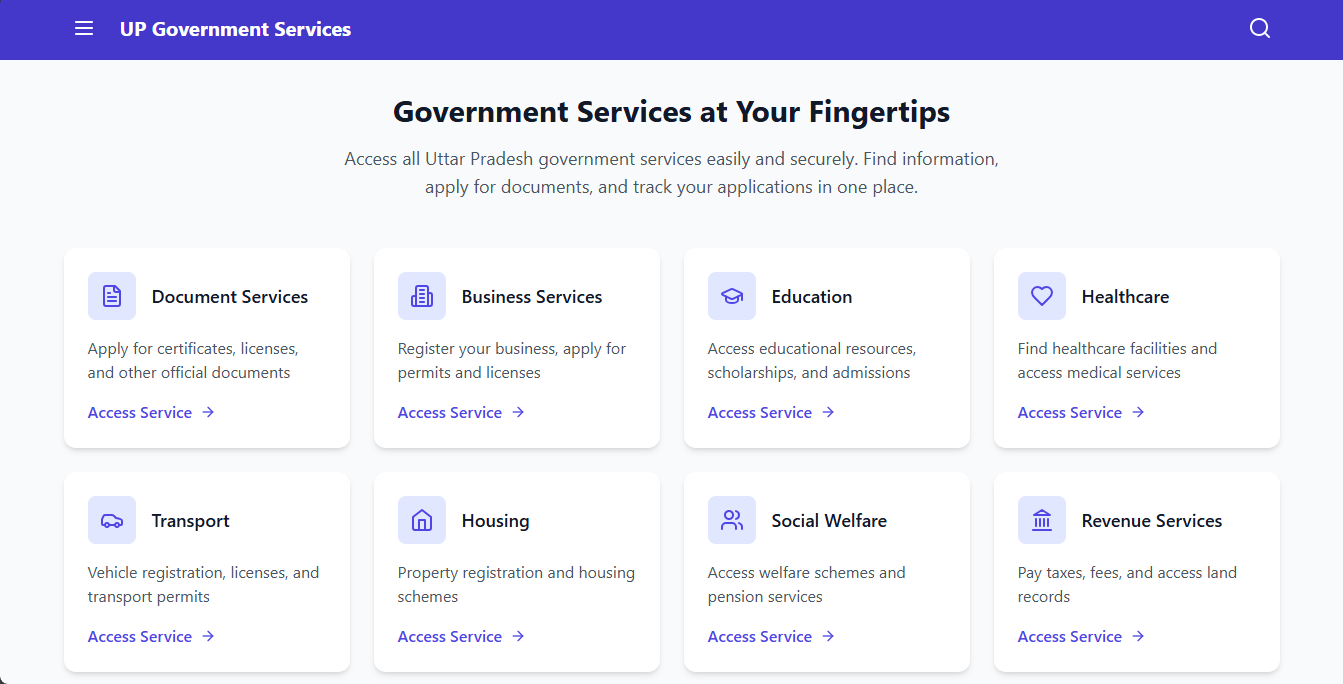 UP Government Services
Government Services at Your Fingertips
Access all Uttar Pradesh government services easily and securely. Find information,
apply for documents, and track your applications in one place.
Document Services
Apply for certificates, licenses,
and other official documents
Access Service →
Business Services
Register your business, apply for
permits and licenses
Access Service →
Education
Access educational resources,
scholarships, and admissions
Access Service →
Healthcare
Find healthcare facilities and
access medical services
Access Service →
Transport
Vehicle registration, licenses, and
transport permits
Access Service →
Housing
Property registration and housing
schemes
Access Service →
Social Welfare
Access welfare schemes and
pension services
Access Service →
Revenue Services
Pay taxes, fees, and access land
records
Access Service →